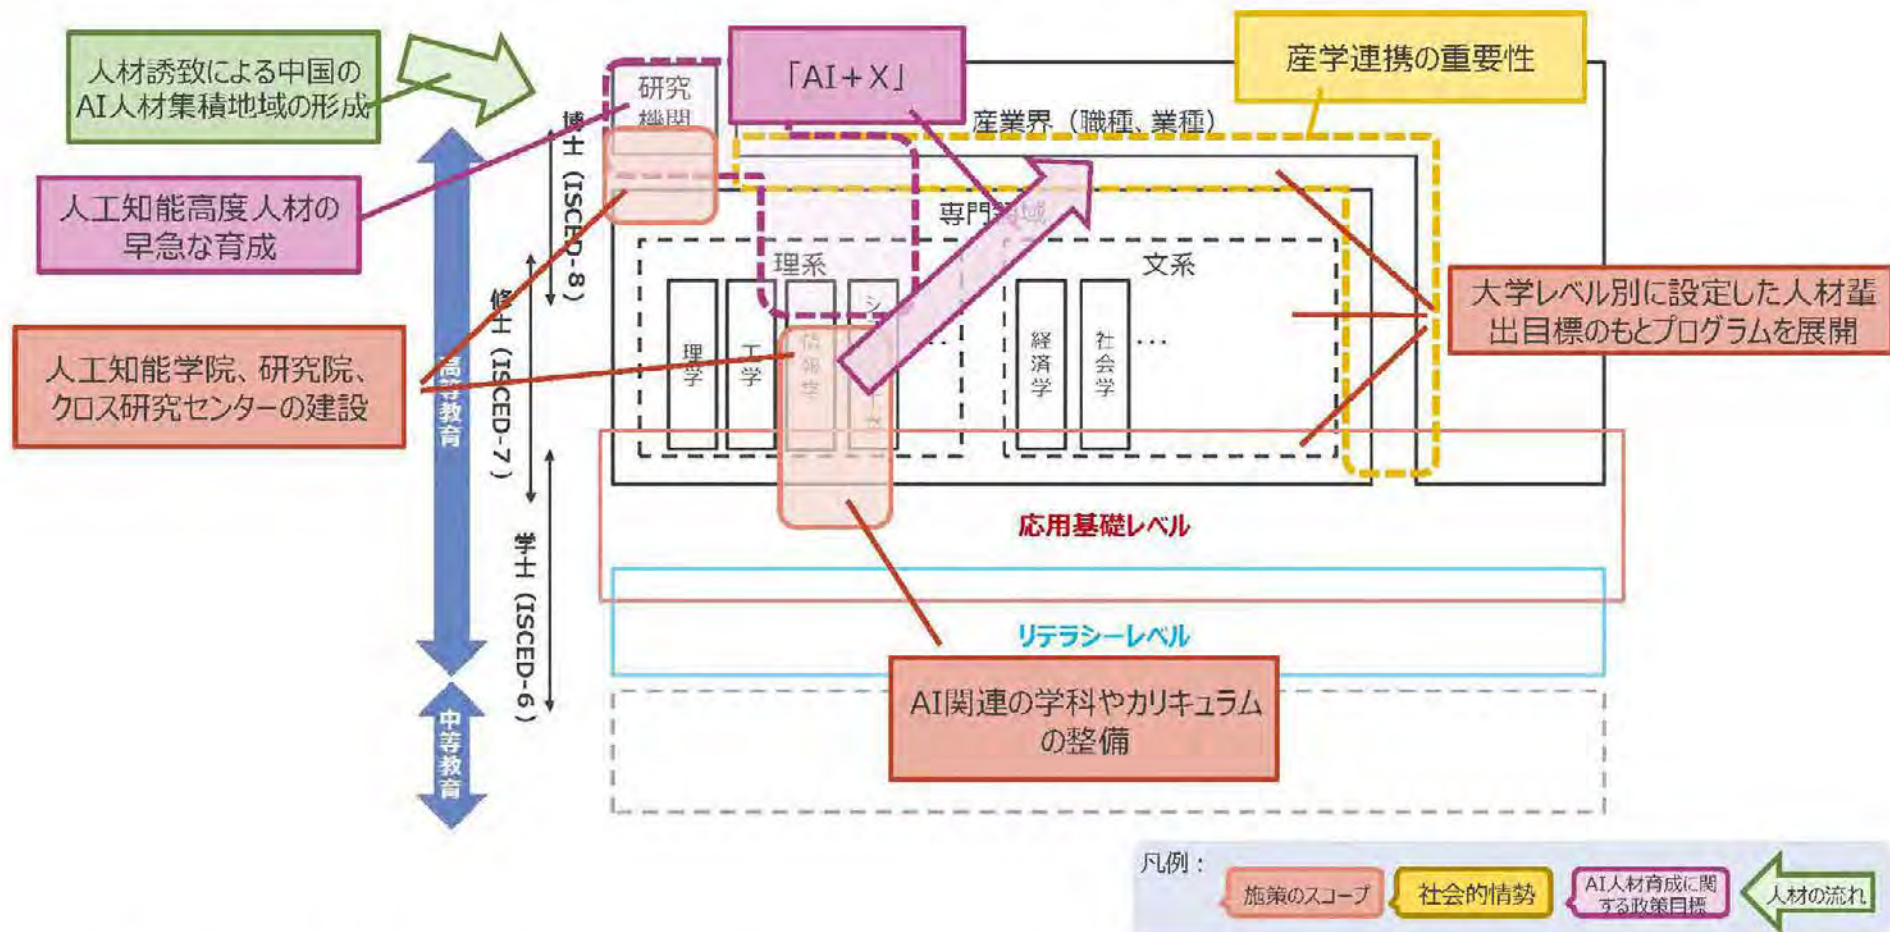 人材誘致による中国の
AI人材集積地域の形成
「AI+X」
産学連携の重要性
研究
機関
産業界（職種、業種）
人工知能高度人材の
早急な育成
博士（ISCED-8）
専門領域
理系
文系
大学レベル別に設定した人材輩
出目標のもとプログラムを展開
人工知能学院、研究院、
クロス研究センターの建設
高等教育
修士（ISCED-7）
理学
工学
情報学
シ
…
経済学
社会学
…
学士（ISCED-6）
応用基礎レベル
リテラシーレベル
AI関連の学科やカリキュラム
の整備
中等教育
凡例：
施策のスコープ
社会的情勢
AI人材育成に関
する政策目標
人材の流れ